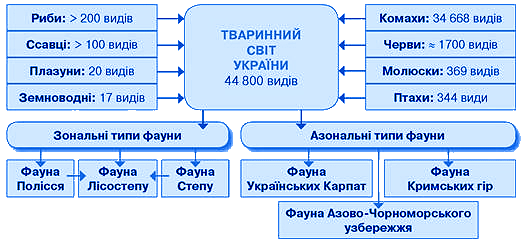 Риби: > 200 видів
Ссавці: > 100 видів
Плазуни: 20 видів
Земноводні: 17 видів
ТВАРИННИЙ
СВІТ
УКРАЇНИ
44 800 видів
Комахи: 34 668 видів
Черви: ≈ 1700 видів
Молюски: 369 видів
Птахи: 344 види
Зональні типи фауни
Азональні типи фауни
Фауна
Полісся
Фауна
Лісостепу
Фауна
Степу
Фауна
Українських Карпат
Фауна
Кримських гір
Фауна Азово-Чорноморського
узбережжя